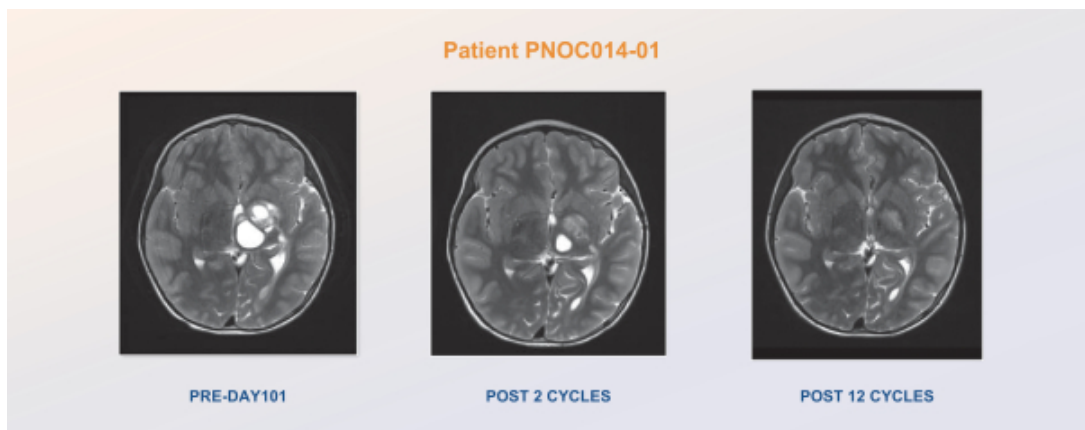 Patient PNOC014-01
PRE-DAY101
POST 2 CYCLES
POST 12 CYCLES